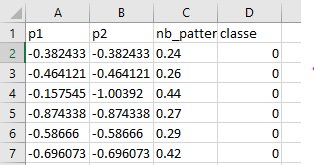 A B C D
1 p1 p2 nb_patter classe
2 -0.382433 -0.382433 0.24 0
3 -0.464121 -0.464121 0.26 0
4 -0.157545 -1.00392 0.44 0
5 -0.874338 -0.874338 0.27 0
6 -0.58666 -0.58666 0.29 0
7 -0.696073 -0.696073 0.42 0